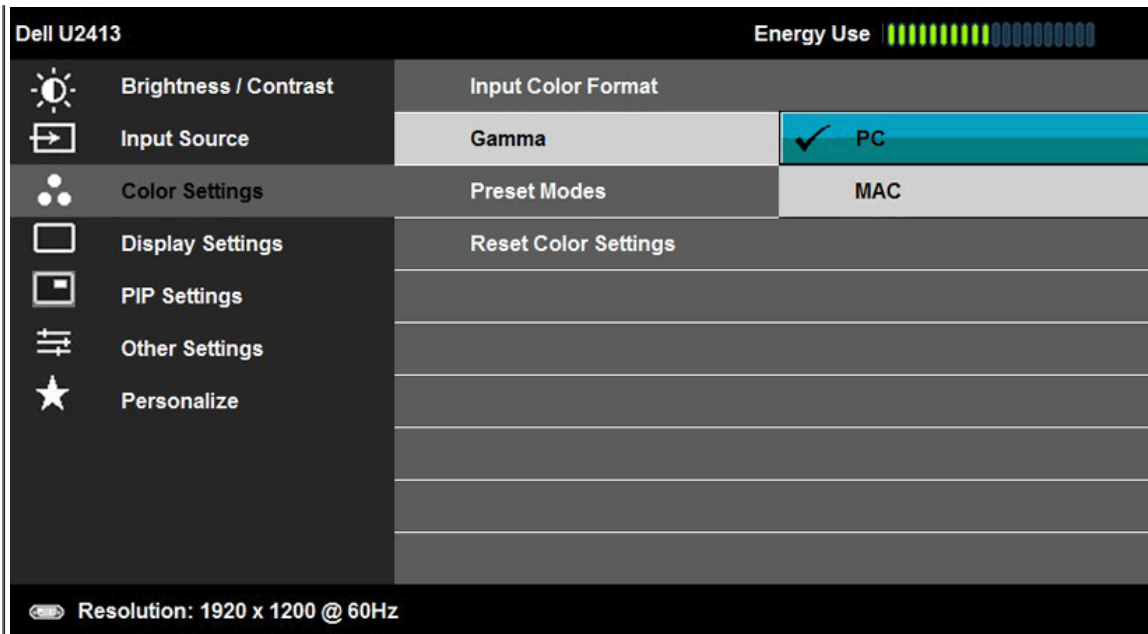 Dell U2413 Energy Use
Brightness / Contrast Input Color Format
Input Source Gamma PC
Color Settings Preset Modes MAC
Display Settings Reset Color Settings
PIP Settings
Other Settings
Personalize
Resolution: 1920 x 1200 @ 60Hz